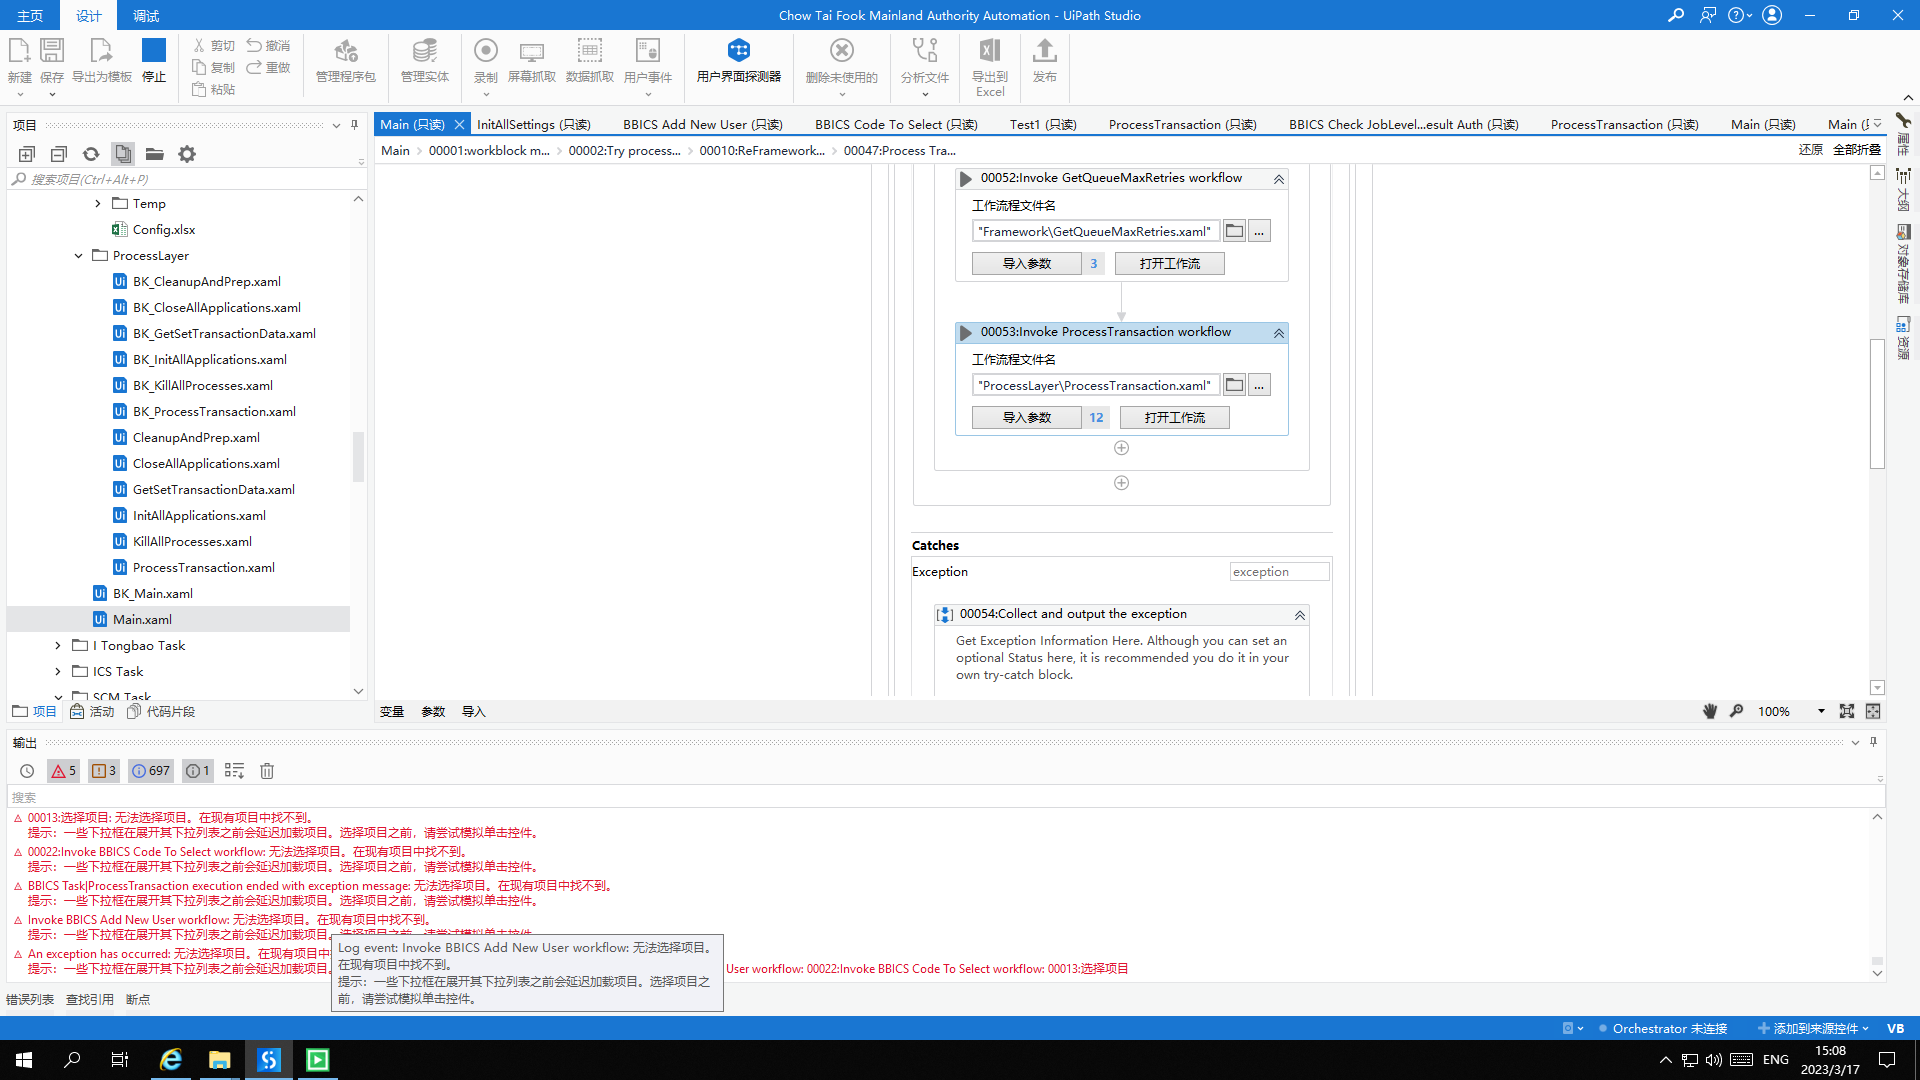 主页
设计
调试
Chow Tai Fook Mainland Authority Automation - UiPath Studio
新建
保存
导出为模板
停止
剪切
复制
粘贴
撤消
重做
管理程序包
管理实体
录制
屏幕抓取
数据抓取
用户事件
用户界面探测器
删除未使用的
分析文件
导出到
Excel
发布
项目
搜索项目(Ctrl+Alt+P)
Temp
Config.xlsx
ProcessLayer
BK_CleanupAndPrep.xaml
BK_CloseAllApplications.xaml
BK_GetSetTransactionData.xaml
BK_InitAllApplications.xaml
BK_KillAllProcesses.xaml
BK_ProcessTransaction.xaml
CleanupAndPrep.xaml
CloseAllApplications.xaml
GetSetTransactionData.xaml
InitAllApplications.xaml
KillAllProcesses.xaml
ProcessTransaction.xaml
BK_Main.xaml
Main.xaml
I Tongbao Task
ICS Task
SCM Task
项目
活动
代码片段
Main (只读)
InitAllSettings (只读)
BBICS Add New User (只读)
BBICS Code To Select (只读)
Test1 (只读)
ProcessTransaction (只读)
BBICS Check JobLevel...esult Auth (只读)
ProcessTransaction (只读)
Main (只读)
Main (只
Main
00001:workblock m...
00002:Try process...
00010:ReFramework...
00047:Process Tra...
还原
全部折叠
00052:Invoke GetQueueMaxRetries workflow
工作流程文件名
"Framework\GetQueueMaxRetries.xaml"
...
导入参数 3
打开工作流
00053:Invoke ProcessTransaction workflow
工作流程文件名
"ProcessLayer\ProcessTransaction.xaml"
...
导入参数 12
打开工作流
Catches
Exception
exception
00054:Collect and output the exception
Get Exception Information Here. Although you can set an
optional Status here, it is recommended you do it in your
own try-catch block.
变量
参数
导入
100%
属性
大纲
对象存储库
资源
输出
5
3
697
1
搜索
00013:选择项目: 无法选择项目。在现有项目中找不到。
提示：一些下拉框在展开其下拉列表之前会延迟加载项目。选择项目之前，请尝试模拟单击控件。
00022:Invoke BBICS Code To Select workflow: 无法选择项目。在现有项目中找不到。
提示：一些下拉框在展开其下拉列表之前会延迟加载项目。选择项目之前，请尝试模拟单击控件。
BBICS Task|ProcessTransaction execution ended with exception message: 无法选择项目。在现有项目中找不到。
提示：一些下拉框在展开其下拉列表之前会延迟加载项目。选择项目之前，请尝试模拟单击控件。
Invoke BBICS Add New User workflow: 无法选择项目。在现有项目中找不到。
提示：一些下拉框在展开其下拉列表之前会延迟加载项目。选择项目之前，请尝试模拟单击控件。
An exception has occurred: 无法选择项目。在现有项目中
提示：一些下拉框在展开其下拉列表之前会延迟加载项目。
User workflow: 00022:Invoke BBICS Code To Select workflow: 00013:选择项目
Log event: Invoke BBICS Add New User workflow: 无法选择项目。
在现有项目中找不到。
提示：一些下拉框在展开其下拉列表之前会延迟加载项目。选择项目之
前，请尝试模拟单击控件。
错误列表
查找引用
断点
Orchestrator 未连接
添加到来源控件
VB
ENG
15:08
2023/3/17